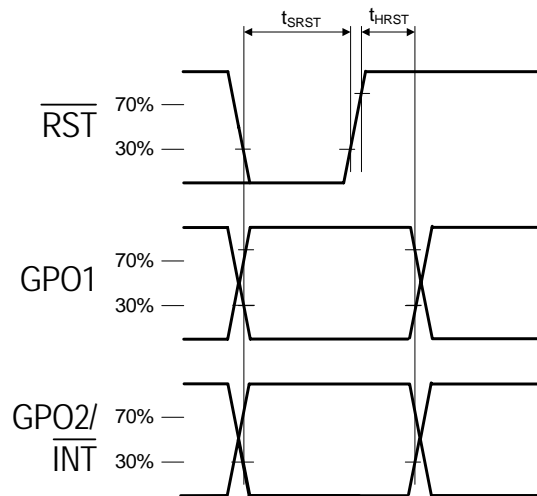 tSRST
tHRST
RST
70%
30%
GPO1
70%
30%
GPO2/
INT
70%
30%